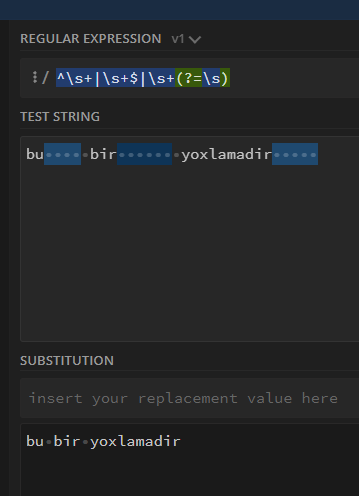 REGULAR EXPRESSION v1
/ ^\s+|\s+$|\s+(?=\s)
TEST STRING
bu·····bir·······yoxlamadir·····
SUBSTITUTION
insert your replacement value here
bu·bir·yoxlamadir